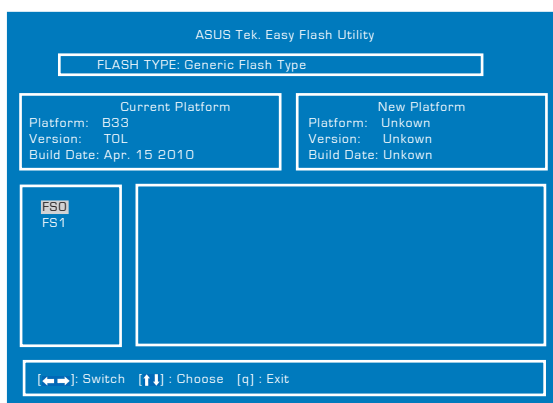 ASUS Tek. Easy Flash Utility
FLASH TYPE: Generic Flash Type
Current Platform
Platform: B33
Version: TOL
Build Date: Apr. 15 2010
New Platform
Platform: Unkown
Version: Unkown
Build Date: Unkown
FS0
FS1
[←→]: Switch [↑↓] : Choose [q] : Exit